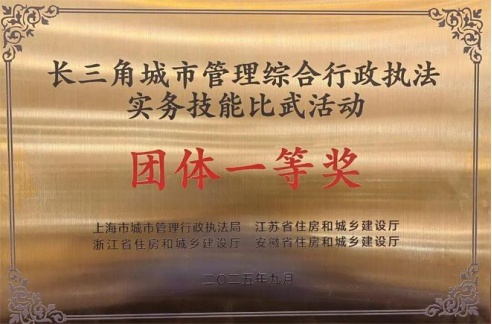 长三角城市管理综合行政执法
实务技能比武活动
团体一等奖
上海市城市管理行政执法局 江苏省住房和城乡建设厅
浙江省住房和城乡建设厅 安徽省住房和城乡建设厅
二〇二五年九月